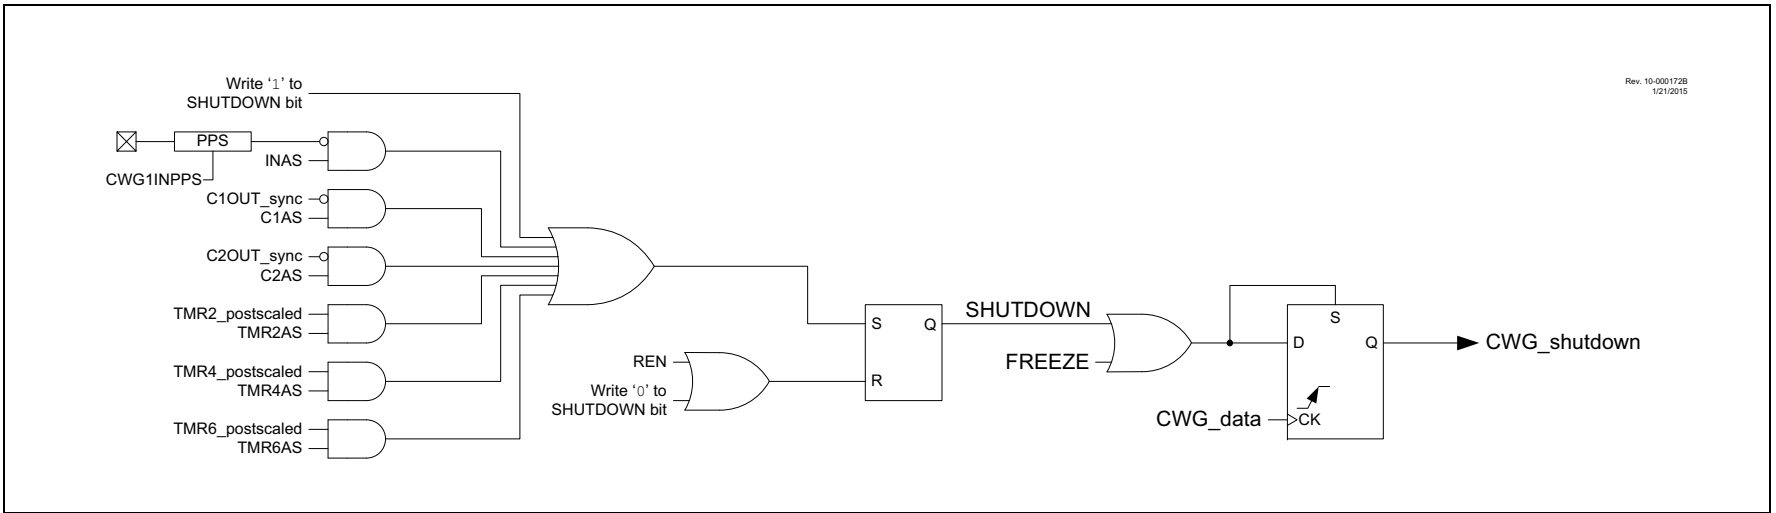 Rev. 10-000172B
1/21/2015
Write ‘1’ to
SHUTDOWN bit
PPS
INAS
CWG1INPPS
C1OUT_sync
C1AS
C2OUT_sync
C2AS
TMR2_postscaled
TMR2AS
TMR4_postscaled
TMR4AS
TMR6_postscaled
TMR6AS
REN
Write ‘0’ to
SHUTDOWN bit
S
Q
R
SHUTDOWN
FREEZE
S
D
Q
CWG_data
CK
CWG_shutdown